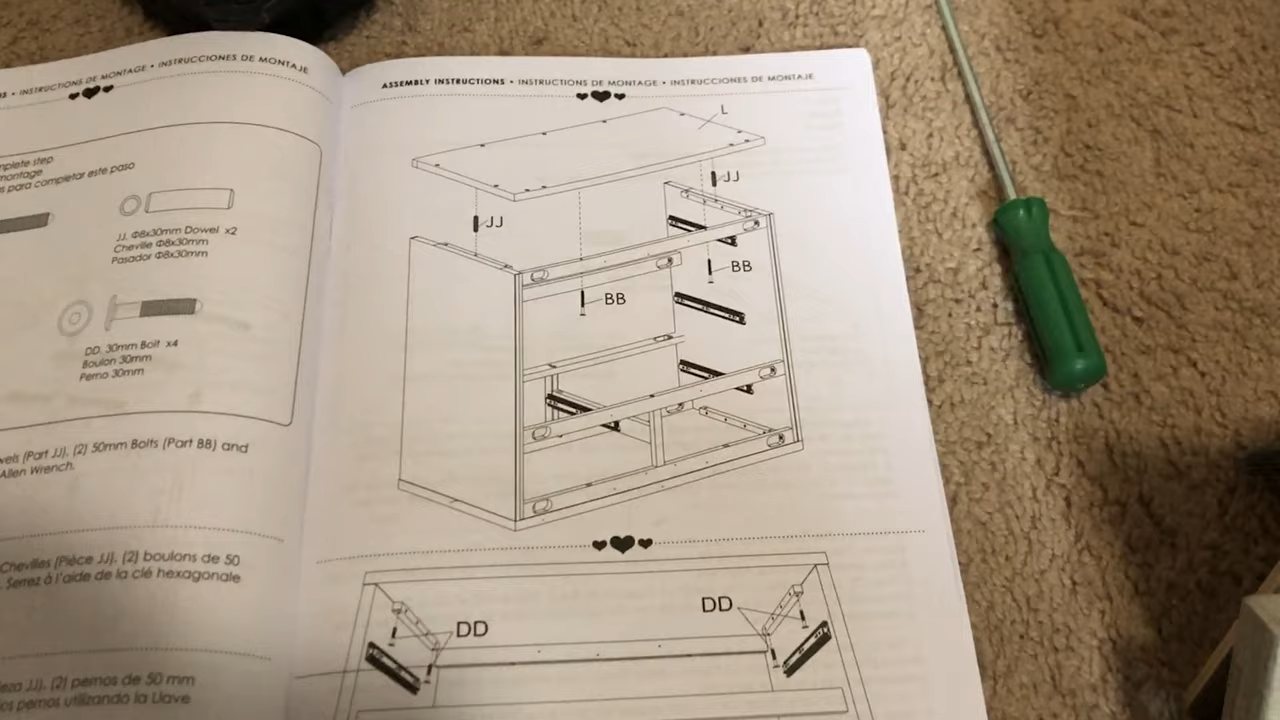 • INSTRUCTIONS DE MONTAGE • INSTRUCCIONES DE MONTAJE
step
montage
para completar este paso
JJ. Φ8x30mm Dowel x2
Cheville Φ8x30mm
Pasador Φ8x30mm
DD. 30mm Bolt x4
Boulon 30mm
Perno 30mm
(Part JJ), (2) 50mm Bolts (Part BB) and
Allen Wrench.
Chevilles (Pièce JJ), (2) boulons de 50
Serrez à l'aide de la clé hexagonale
JJ), (2) pernos de 50 mm
pernos utilizando la Llave
ASSEMBLY INSTRUCTIONS • INSTRUCTIONS DE MONTAGE • INSTRUCCIONES DE MONTAJE
L
JJ
JJ
BB
BB
DD
DD